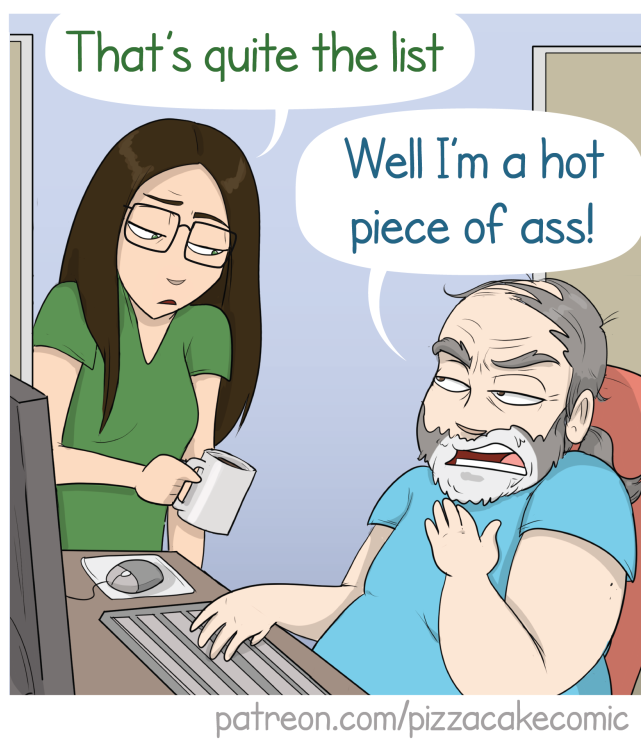 That's quite the list
Well I'm a hot
piece of ass!
patreon.com/pizzacakecomic